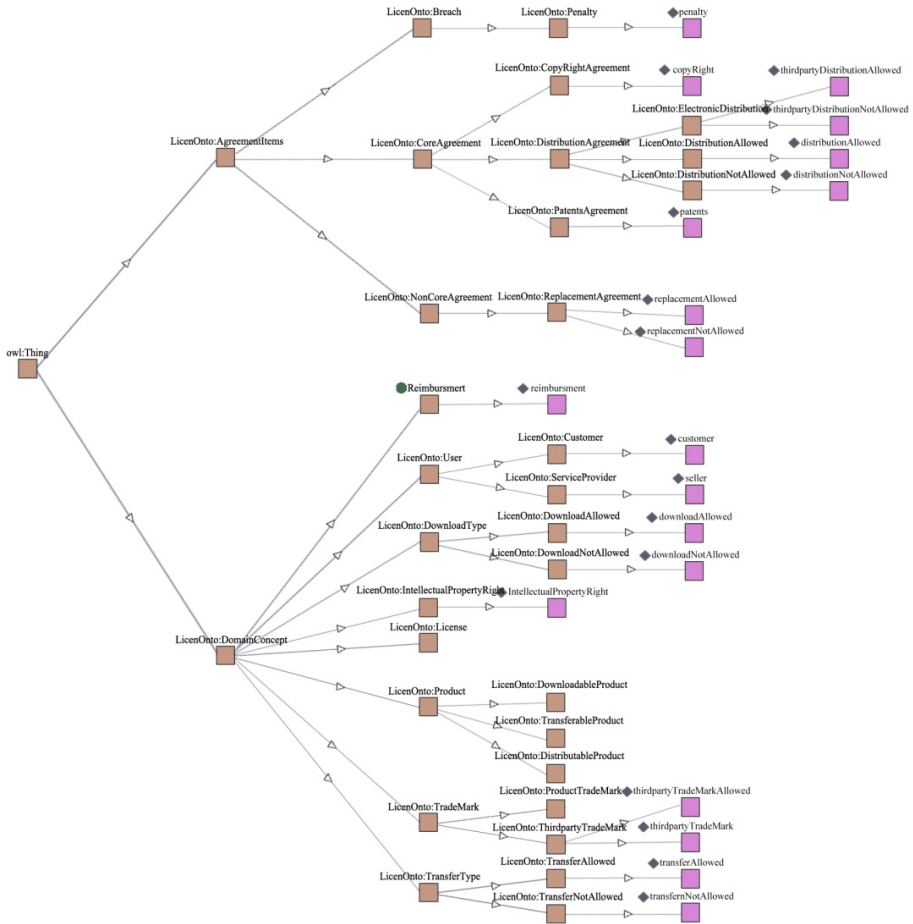 LicenOnto:Breach
LicenOnto:Penalty
penalty
LicenOnto:CopyRightAgreement
copyRight
thirdpartyDistributionAllowed
LicenOnto:ElectronicDistribution
thirdpartyDistributionNotAllowed
LicenOnto:AgreementItems
LicenOnto:CoreAgreement
LicenOnto:DistributionAgreement
LicenOnto:DistributionAllowed
distributionAllowed
LicenOnto:DistributionNotAllowed
distributionNotAllowed
LicenOnto:PatentsAgreement
patents
LicenOnto:NonCoreAgreement
LicenOnto:ReplacementAgreement
replacementAllowed
replacementNotAllowed
owl:Thing
Reimbursmert
reimbursment
LicenOnto:User
LicenOnto:Customer
customer
LicenOnto:ServiceProvider
seller
LicenOnto:DownloadType
LicenOnto:DownloadAllowed
downloadAllowed
LicenOnto:DownloadNotAllowed
downloadNotAllowed
LicenOnto:IntellectualPropertyRight
IntellectualPropertyRight
LicenOnto:DomainConcept
LicenOnto:License
LicenOnto:Product
LicenOnto:DownloadableProduct
LicenOnto:TransferableProduct
LicenOnto:DistributableProduct
LicenOnto:TradeMark
LicenOnto:ProductTradeMark
thirdpartyTradeMarkAllowed
LicenOnto:ThirdpartyTradeMark
thirdpartyTradeMark
LicenOnto:TransferType
LicenOnto:TransferAllowed
transferAllowed
LicenOnto:TransferNotAllowed
transfernNotAllowed